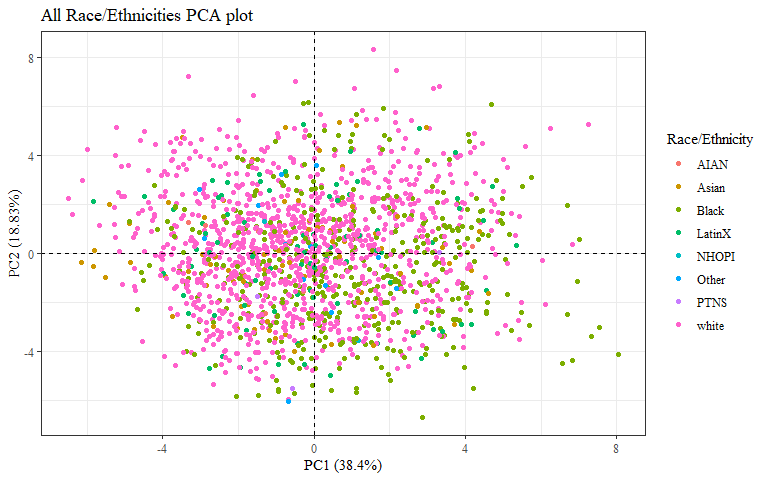 All Race/Ethnicities PCA plot
8
4
0
-4
PC2 (18.83%)
-4
0
4
8
PC1 (38.4%)
Race/Ethnicity
AIAN
Asian
Black
LatinX
NHOPI
Other
PTNS
white